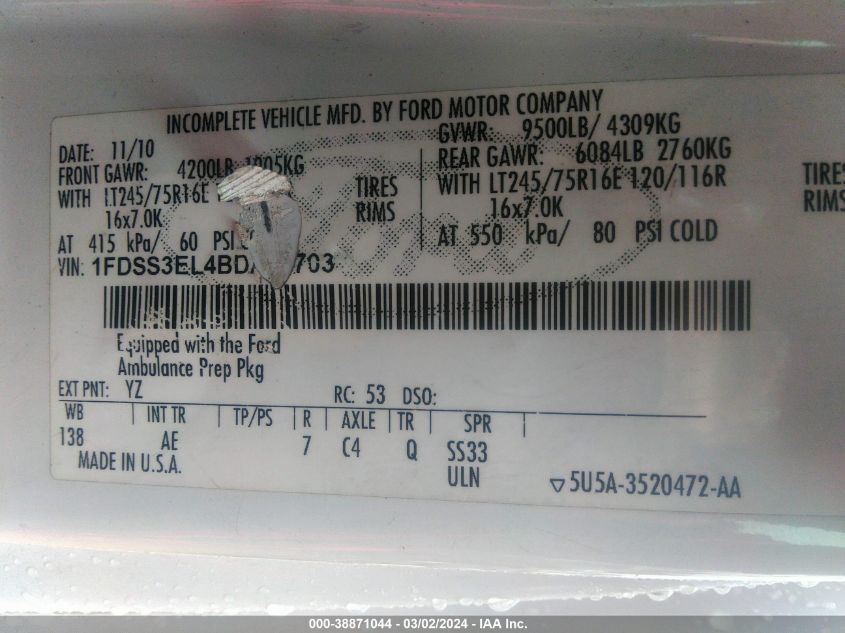 INCOMPLETE VEHICLE MFD. BY FORD MOTOR COMPANY
DATE: 11/10 GVWR: 9500LB/ 4309KG
FRONT GAWR: 4200LB 1905KG REAR GAWR: 6084LB 2760KG
WITH LT245/75R16E TIRES WITH LT245/75R16E 120/116R TIRES
16x7.0K RIMS 16x7.0K RIMS
AT 415 kPa/ 60 PSI AT 550 kPa/ 80 PSI COLD
VIN: 1FDSS3EL4BD 703
Equipped with the Ford
Ambulance Prep Pkg
EXT PNT: YZ RC: 53 DSO:
WB INT TR TP/PS R AXLE TR SPR
138 AE 7 C4 Q SS33
MADE IN U.S.A. ULN
5U5A-3520472-AA
000-38871044 - 03/02/2024 - IAA Inc.